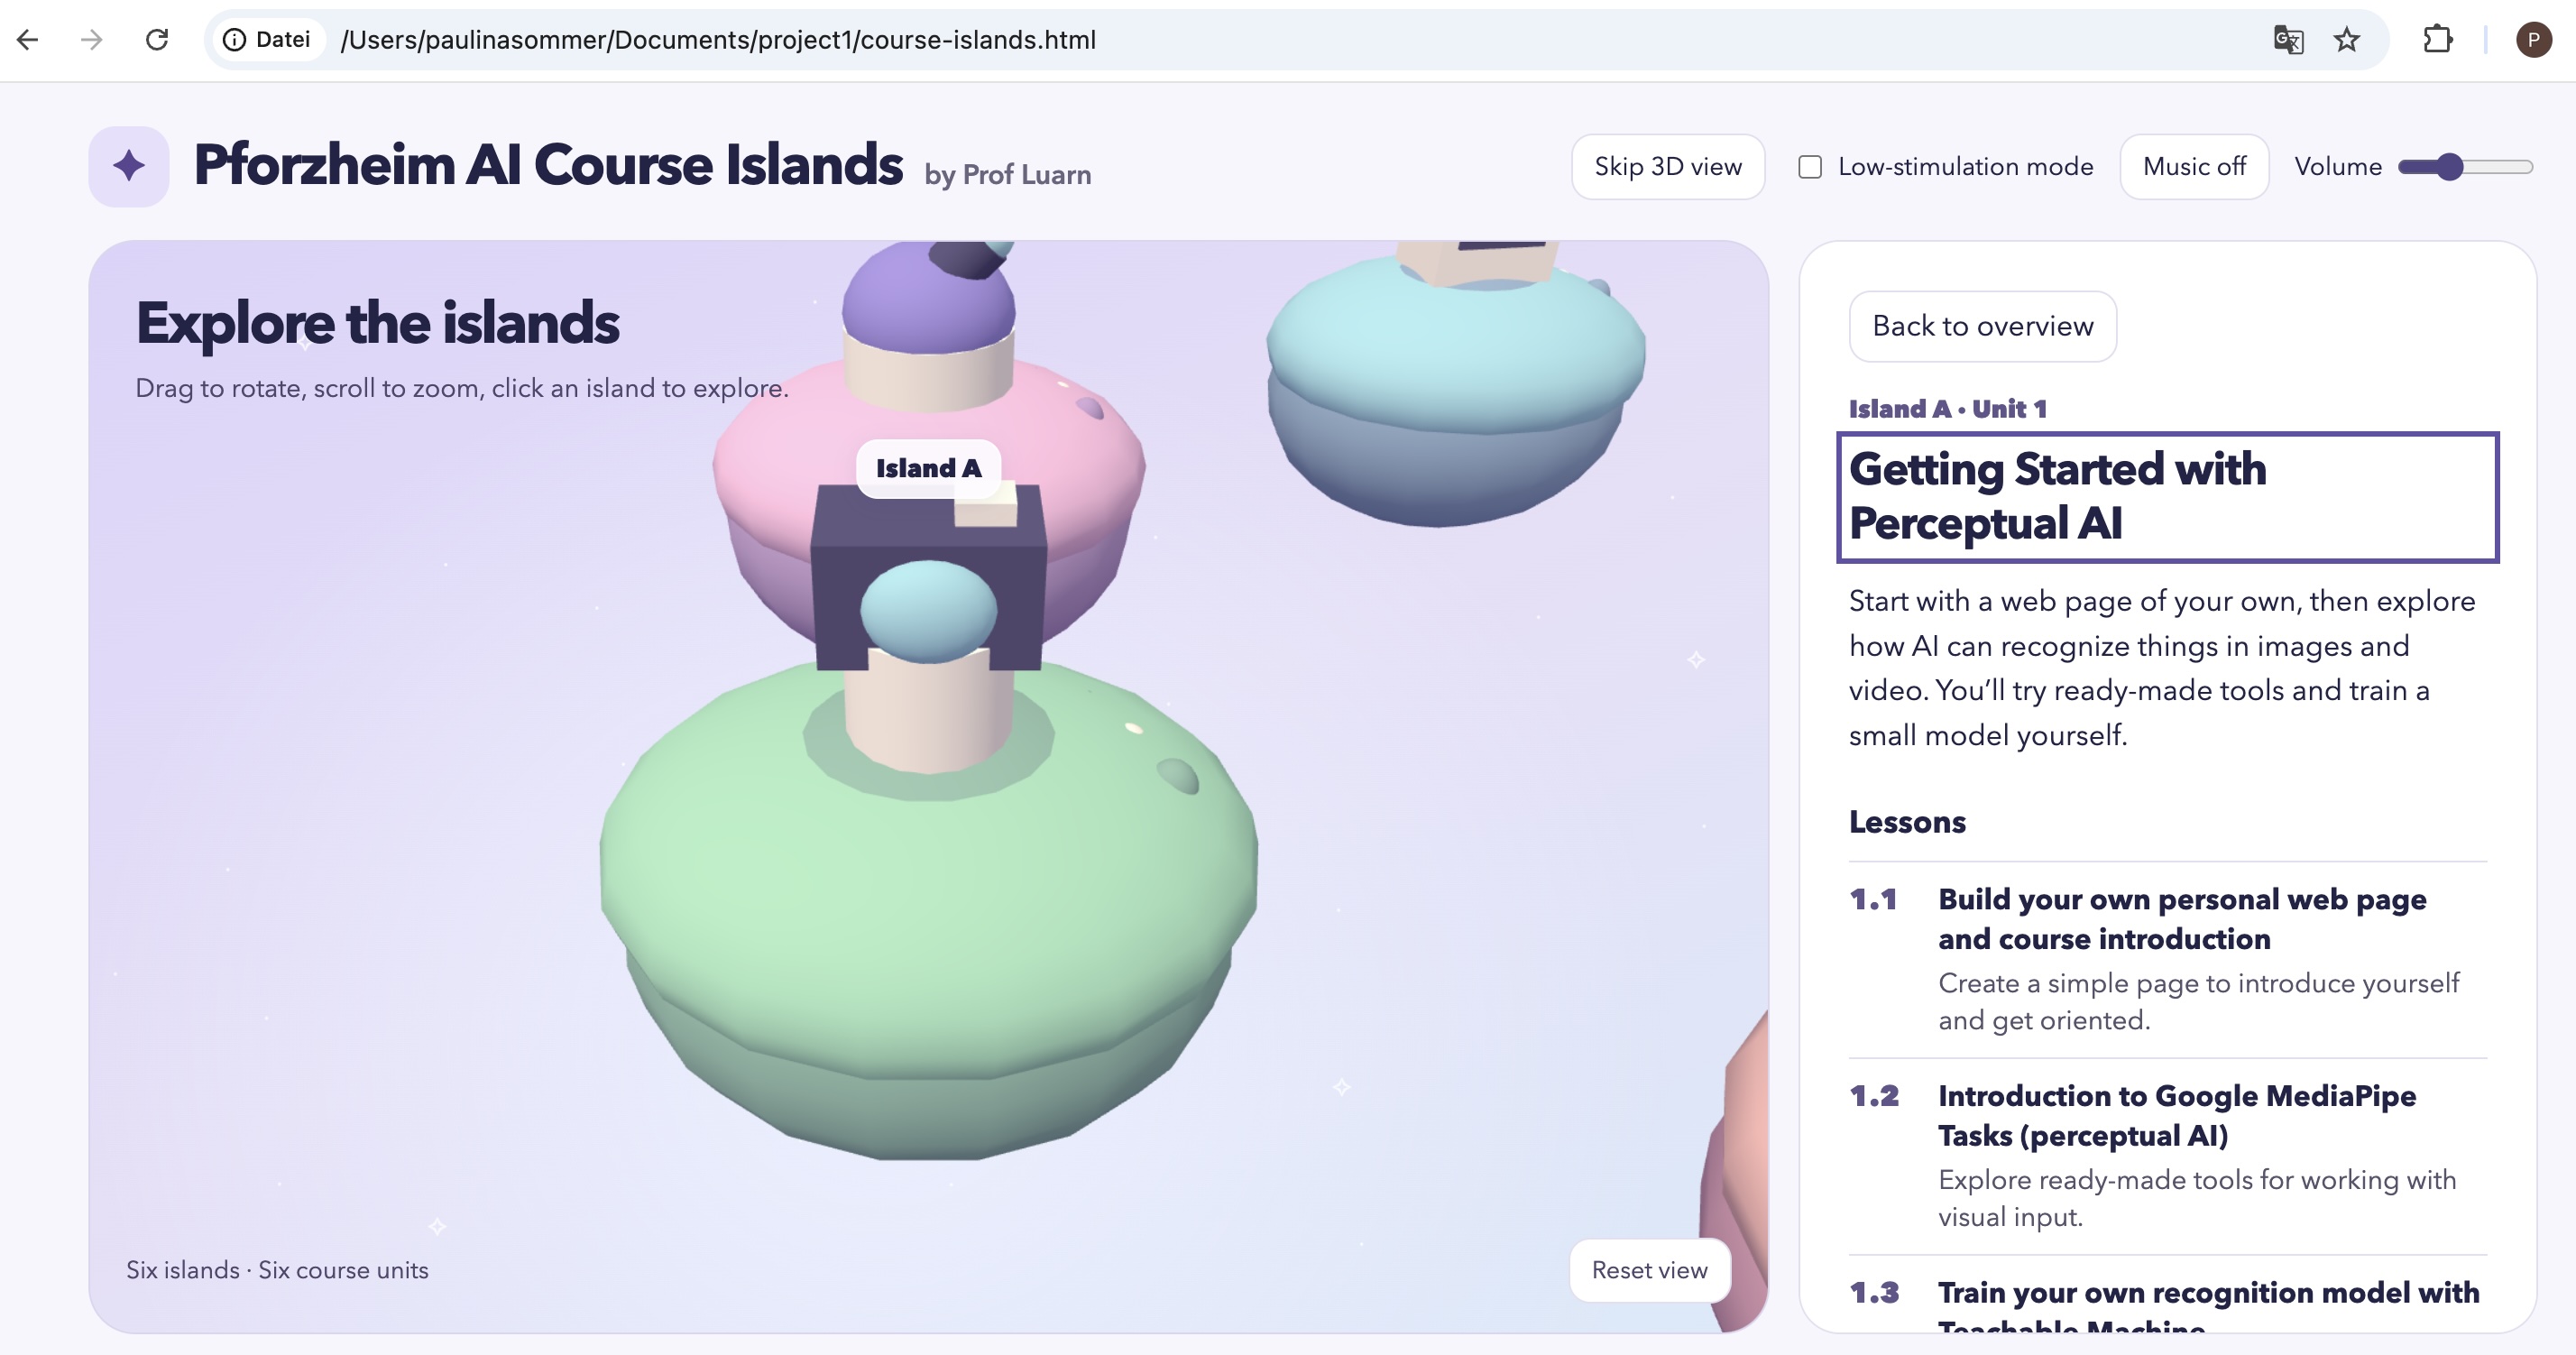 Datei /Users/paulinasommer/Documents/project1/course-islands.html
P
Pforzheim AI Course Islands by Prof Luarn
Skip 3D view
Low-stimulation mode
Music off
Volume
Explore the islands
Drag to rotate, scroll to zoom, click an island to explore.
Island A
Six islands · Six course units
Reset view
Back to overview
Island A • Unit 1
Getting Started with
Perceptual AI
Start with a web page of your own, then explore
how AI can recognize things in images and
video. You’ll try ready-made tools and train a
small model yourself.
Lessons
1.1 Build your own personal web page
and course introduction
Create a simple page to introduce yourself
and get oriented.
1.2 Introduction to Google MediaPipe
Tasks (perceptual AI)
Explore ready-made tools for working with
visual input.
1.3 Train your own recognition model with
Teachable Machine